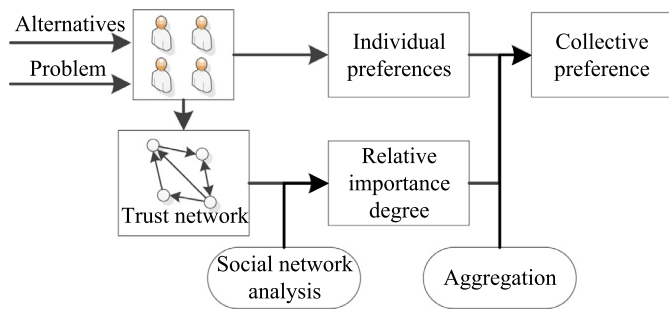 Alternatives
Problem
Individual
preferences
Collective
preference
Trust network
Relative
importance
degree
Social network
analysis
Aggregation